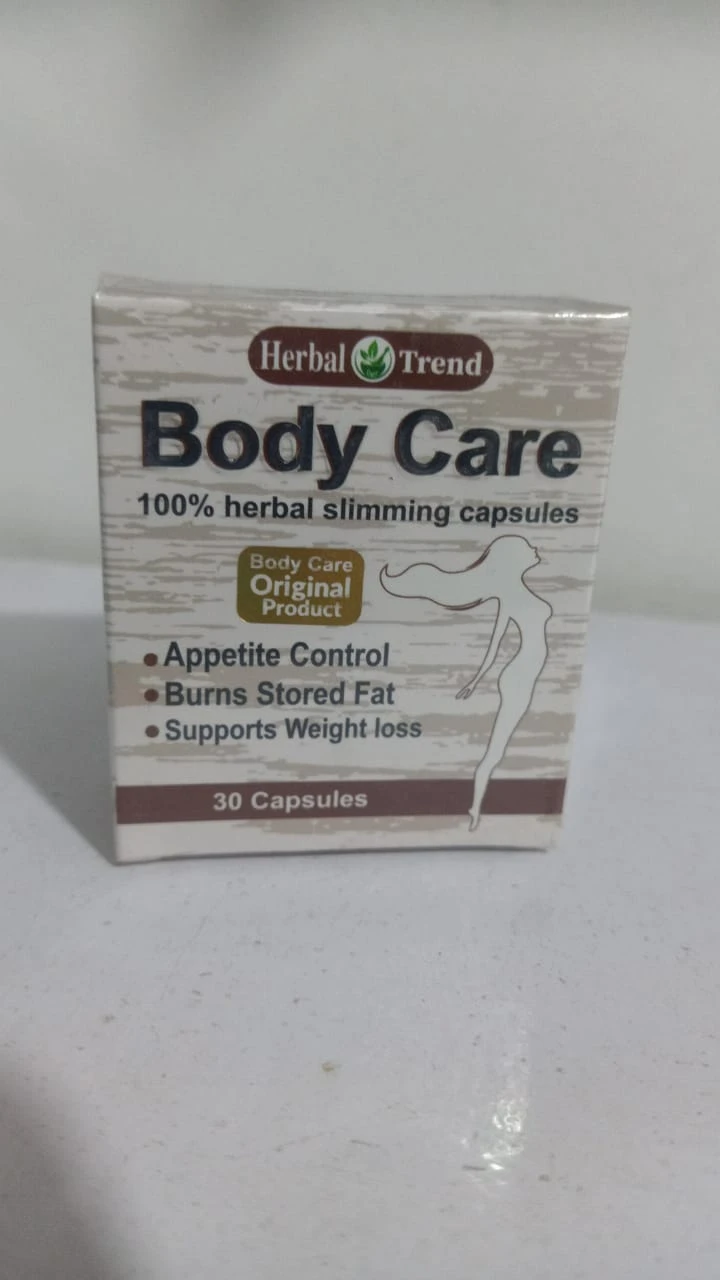 Herbal Trend
Body Care
100% herbal slimming capsules
Body Care
Original
Product
• Appetite Control
• Burns Stored Fat
• Supports Weight loss
30 Capsules